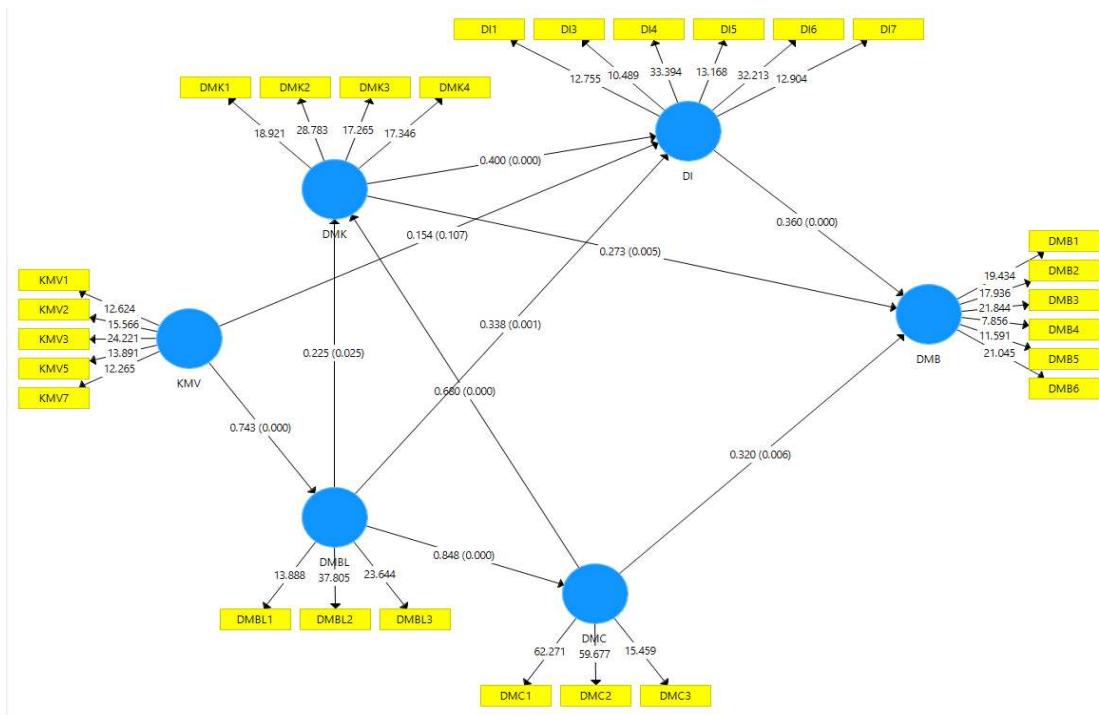 DI1 DI3 DI4 DI5 DI6 DI7
12.755 10.489 33.394 13.168 32.213 12.904
DMK1 DMK2 DMK3 DMK4
18.921 28.783 17.265 17.346
DI
DMK
0.400 (0.000)
0.154 (0.107)
0.273 (0.005)
0.360 (0.000)
KMV1
KMV2
KMV3
KMV5
KMV7
12.624
15.566
24.221
13.891
12.265
KMV
DMB1
DMB2
DMB3
DMB4
DMB5
DMB6
19.434
17.936
21.844
7.856
11.591
21.045
DMB
0.338 (0.001)
0.225 (0.025)
0.680 (0.000)
0.743 (0.000)
0.320 (0.006)
0.848 (0.000)
DMBL
13.888 37.805 23.644
DMBL1 DMBL2 DMBL3
DMC
62.271 59.677 15.459
DMC1 DMC2 DMC3